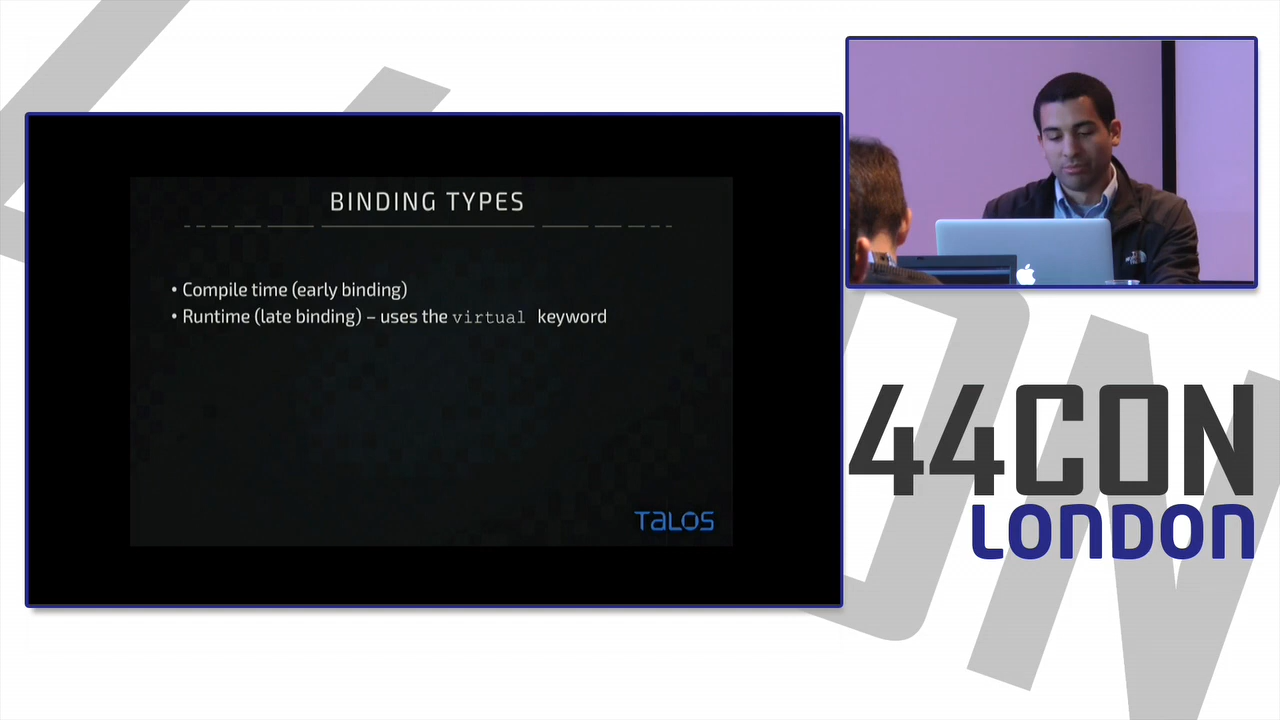 BINDING TYPES
• Compile time (early binding)
• Runtime (late binding) – uses the virtual keyword
TALOS
44CON
LONDON